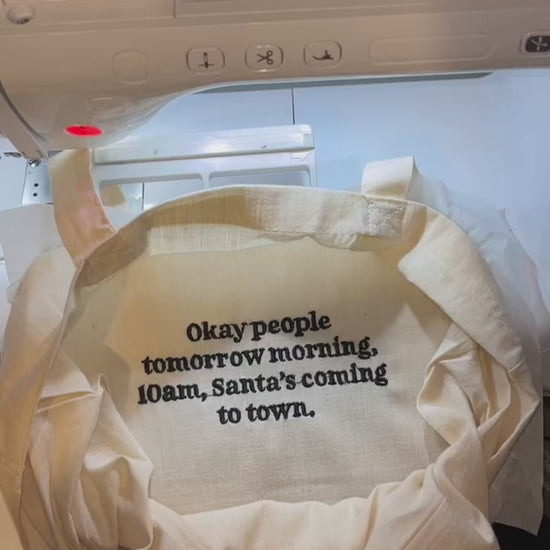 Okay people
tomorrow morning,
10am, Santa's coming
to town.